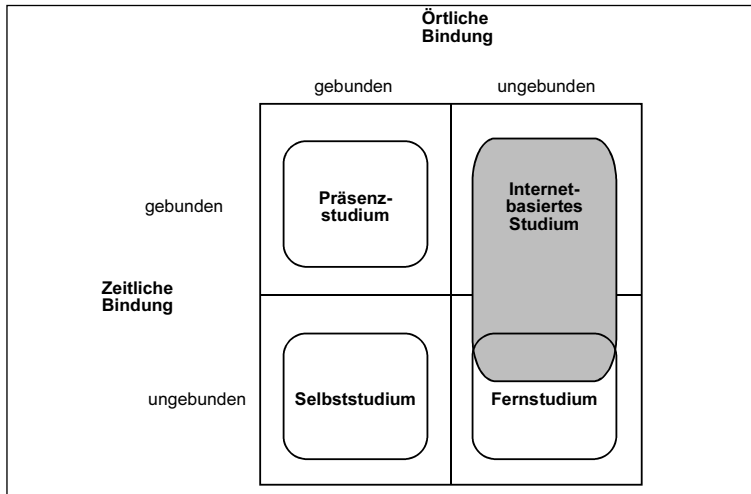 Örtliche
Bindung
gebunden
ungebunden
gebunden
Präsenz-
studium
Internet-
basiertes
Studium
Zeitliche
Bindung
ungebunden
Selbststudium
Fernstudium